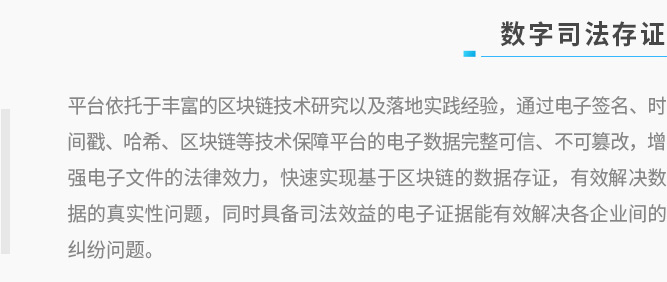 数字司法存证
平台依托于丰富的区块链技术研究以及落地实践经验，通过电子签名、时
间戳、哈希、区块链等技术保障平台的电子数据完整可信、不可篡改，增
强电子文件的法律效力，快速实现基于区块链的数据存证，有效解决数
据的真实性问题，同时具备司法效益的电子证据能有效解决各企业间的
纠纷问题。